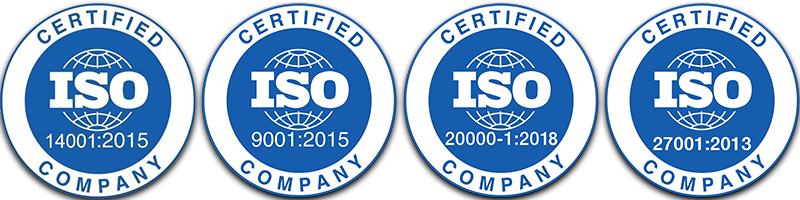 CERTIFIED
ISO
14001:2015
COMPANY
CERTIFIED
ISO
9001:2015
COMPANY
CERTIFIED
ISO
20000-1:2018
COMPANY
CERTIFIED
ISO
27001:2013
COMPANY